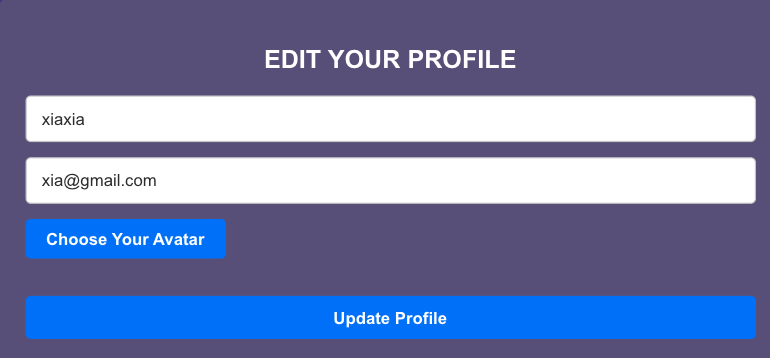 EDIT YOUR PROFILE
xiaxia
xia@gmail.com
Choose Your Avatar
Update Profile